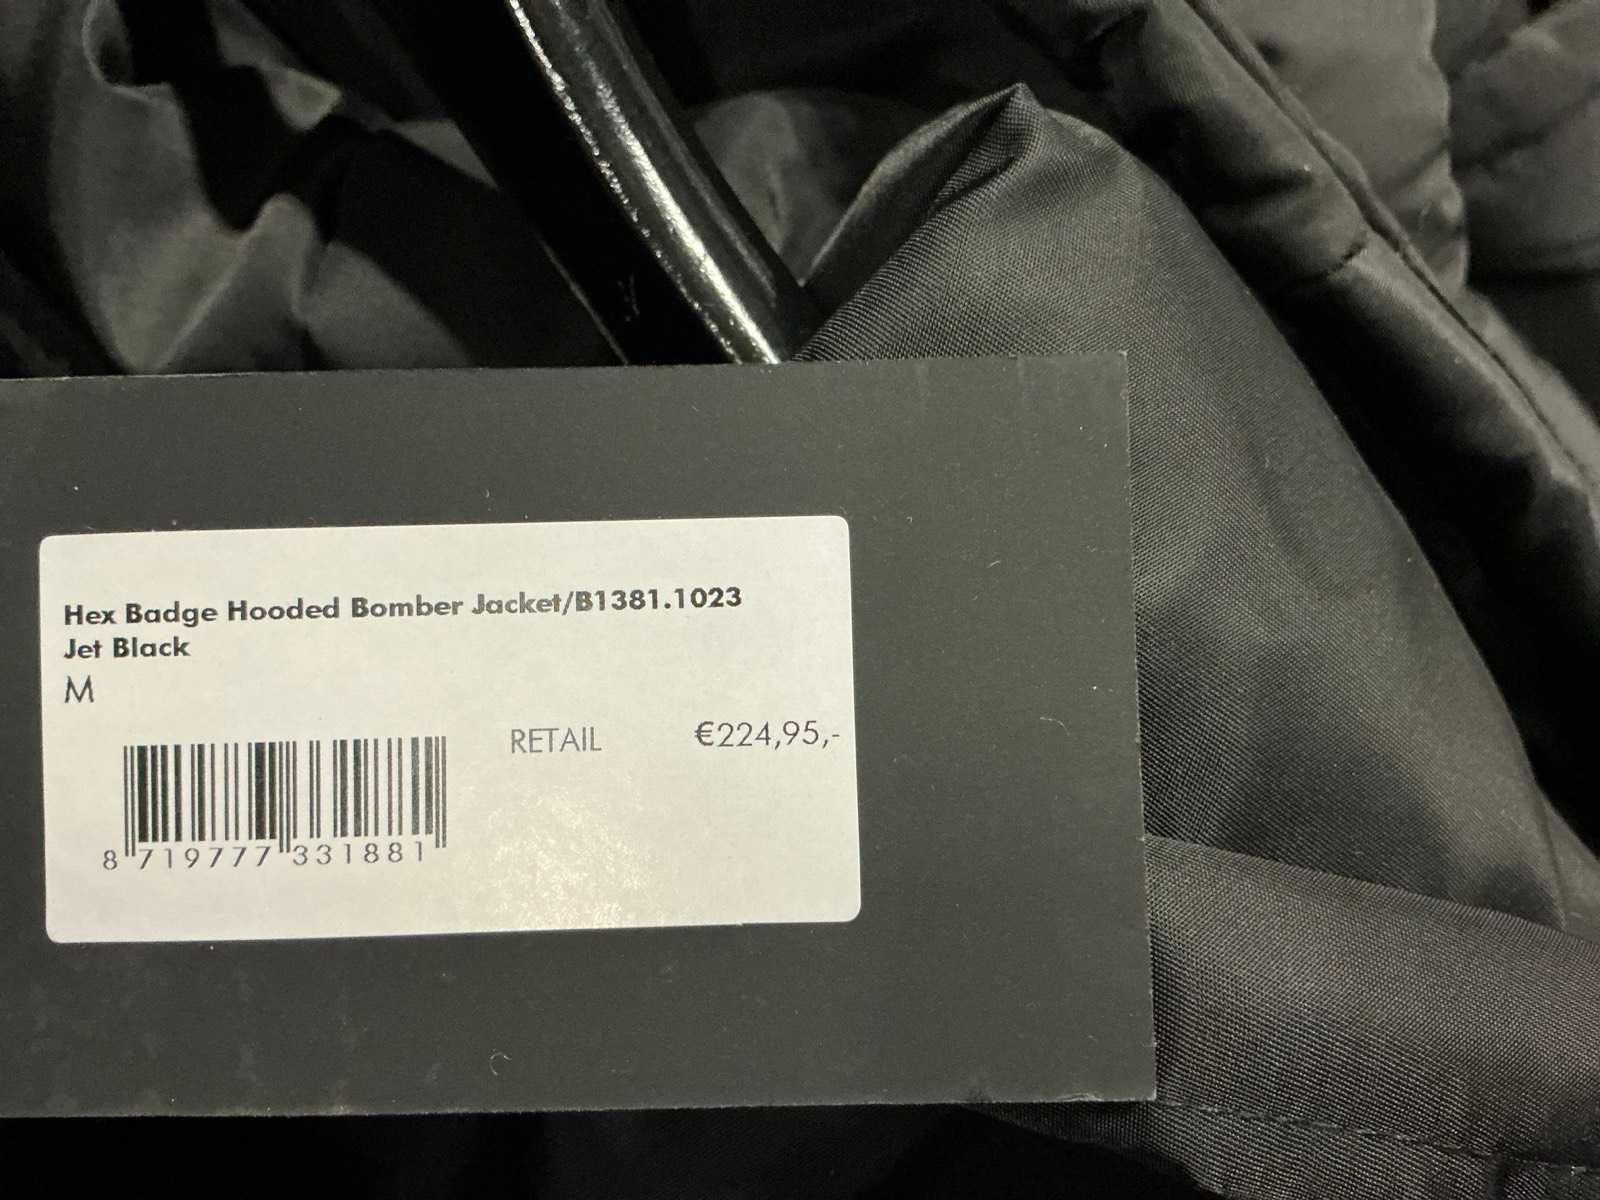 Hex Badge Hooded Bomber Jacket/B1381.1023
Jet Black
M
RETAIL €224,95,-
8 719777 331881